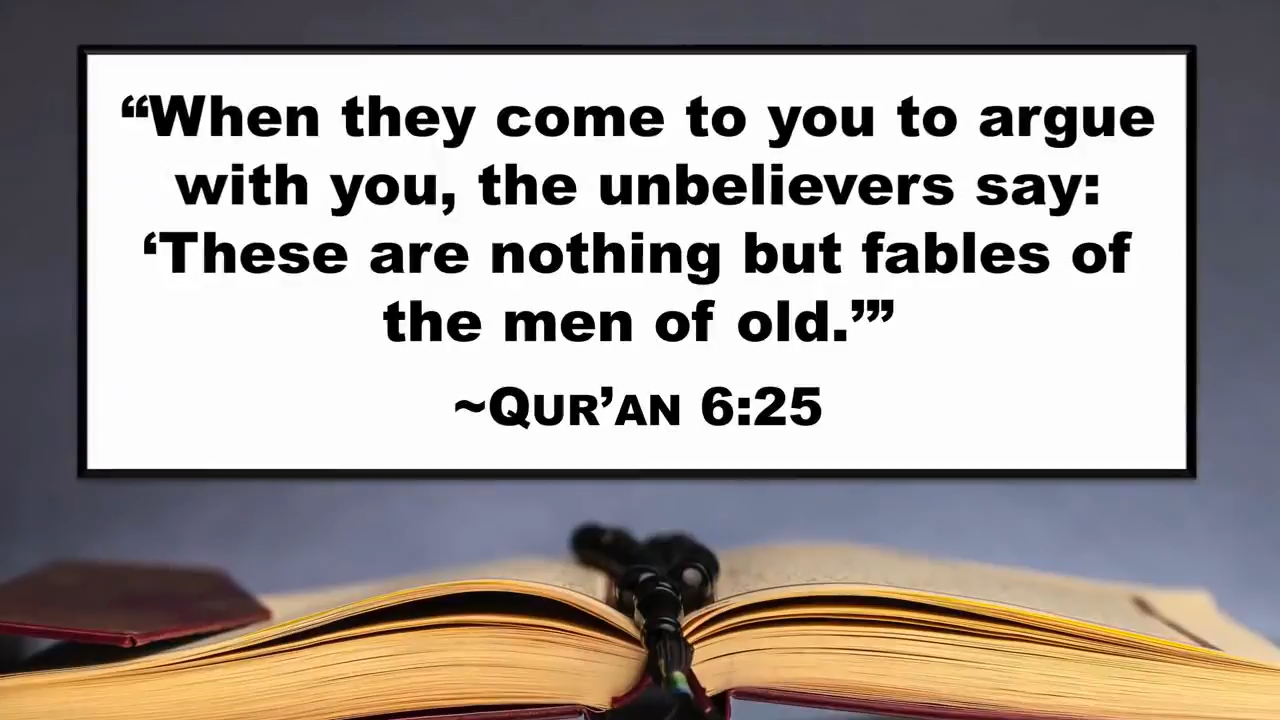 “When they come to you to argue
with you, the unbelievers say:
‘These are nothing but fables of
the men of old.’”
~Qur’an 6:25